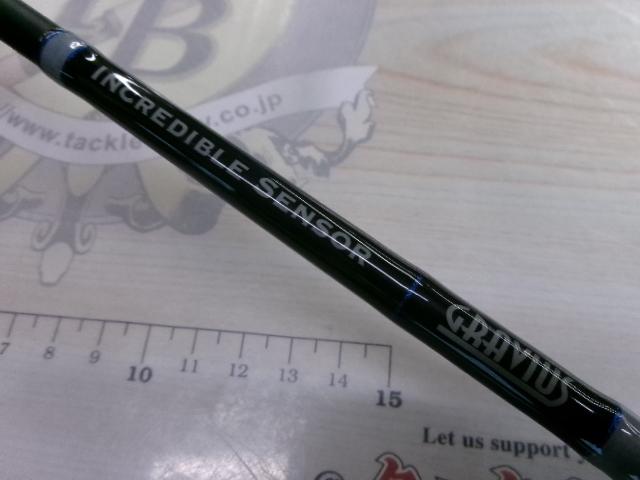 B
www.tackle
.co.jp
INCREDIBLE SENSOR
GRAVIUS
7 8 9 10 11 12 13 14 15
Let us support y